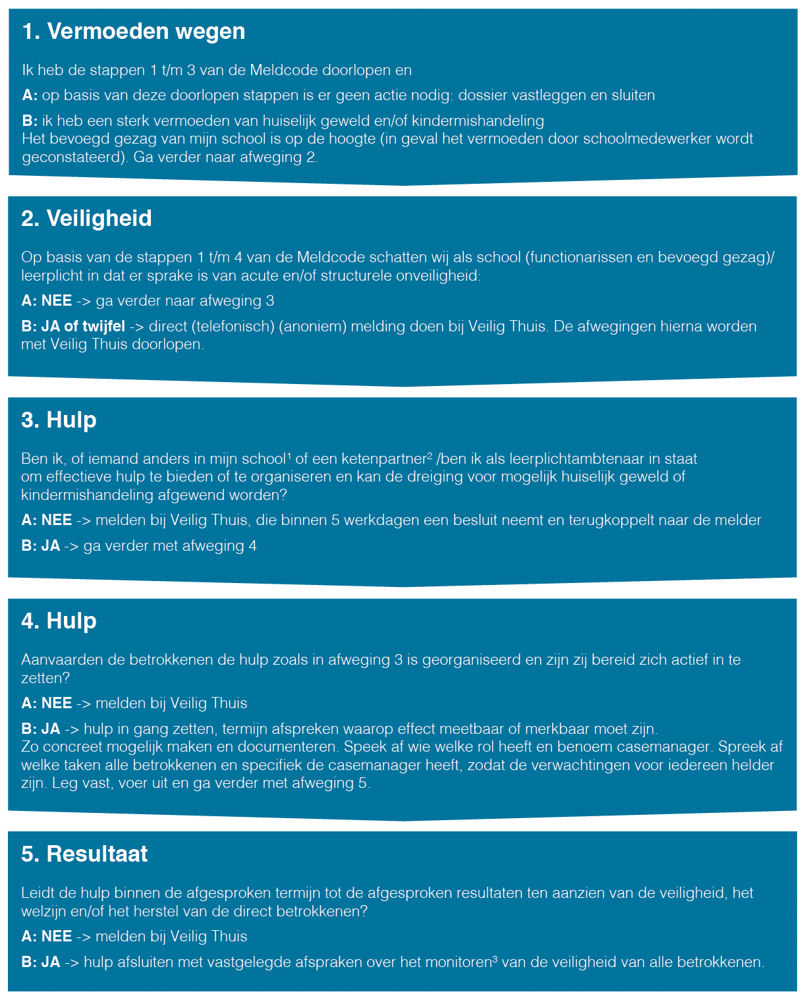 1. Vermoeden wegen
Ik heb de stappen 1 t/m 3 van de Meldcode doorlopen en
A: op basis van deze doorlopen stappen is er geen actie nodig: dossier vastleggen en sluiten
B: ik heb een sterk vermoeden van huiselijk geweld en/of kindermishandeling
Het bevoegd gezag van mijn school is op de hoogte (in geval het vermoeden door schoolmedewerker wordt
geconstateerd). Ga verder naar afweging 2.
2. Veiligheid
Op basis van de stappen 1 t/m 4 van de Meldcode schatten wij als school (functionarissen en bevoegd gezag)/
leerplicht in dat er sprake is van acute en/of structurele onveiligheid:
A: NEE -> ga verder naar afweging 3
B: JA of twijfel -> direct (telefonisch) (anoniem) melding doen bij Veilig Thuis. De afwegingen hierna worden
met Veilig Thuis doorlopen.
3. Hulp
Ben ik, of iemand anders in mijn school¹ of een ketenpartner² /ben ik als leerplichtambtenaar in staat
om effectieve hulp te bieden of te organiseren en kan de dreiging voor mogelijk huiselijk geweld of
kindermishandeling afgewend worden?
A: NEE -> melden bij Veilig Thuis, die binnen 5 werkdagen een besluit neemt en terugkoppelt naar de melder
B: JA -> ga verder met afweging 4
4. Hulp
Aanvaarden de betrokkenen de hulp zoals in afweging 3 is georganiseerd en zijn zij bereid zich actief in te
zetten?
A: NEE -> melden bij Veilig Thuis
B: JA -> hulp in gang zetten, termijn afspreken waarop effect meetbaar of merkbaar moet zijn.
Zo concreet mogelijk maken en documenteren. Speek af wie welke rol heeft en benoem casemanager. Spreek af
welke taken alle betrokkenen en specifiek de casemanager heeft, zodat de verwachtingen voor iedereen helder
zijn. Leg vast, voer uit en ga verder met afweging 5.
5. Resultaat
Leidt de hulp binnen de afgesproken termijn tot de afgesproken resultaten ten aanzien van de veiligheid, het
welzijn en/of het herstel van de direct betrokkenen?
A: NEE -> melden bij Veilig Thuis
B: JA -> hulp afsluiten met vastgelegde afspraken over het monitoren³ van de veiligheid van alle betrokkenen.